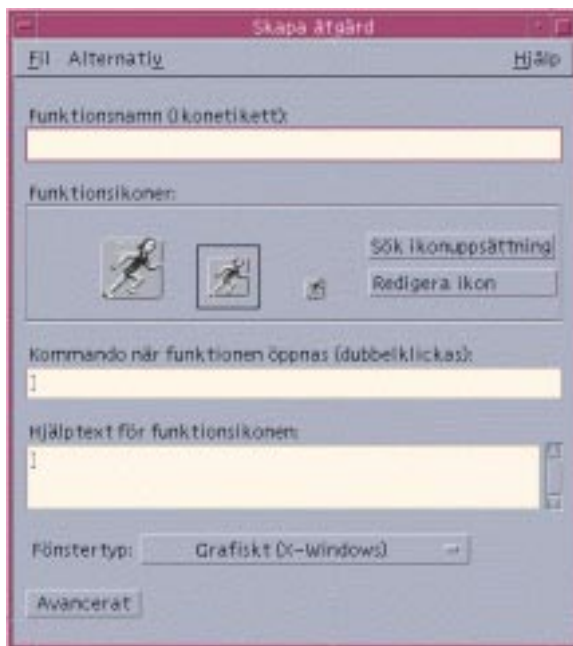 Skapa åtgärd
Fil Alternativ Hjälp
Funktionsnamn (Ikonetikett):
Funktionsikoner:
Sök ikonuppsättning
Redigera ikon
Kommando när funktionen öppnas (dubbelklickas):
Hjälptext för funktionsikonen:
Fönstertyp: Grafiskt (X-Windows)
Avancerat